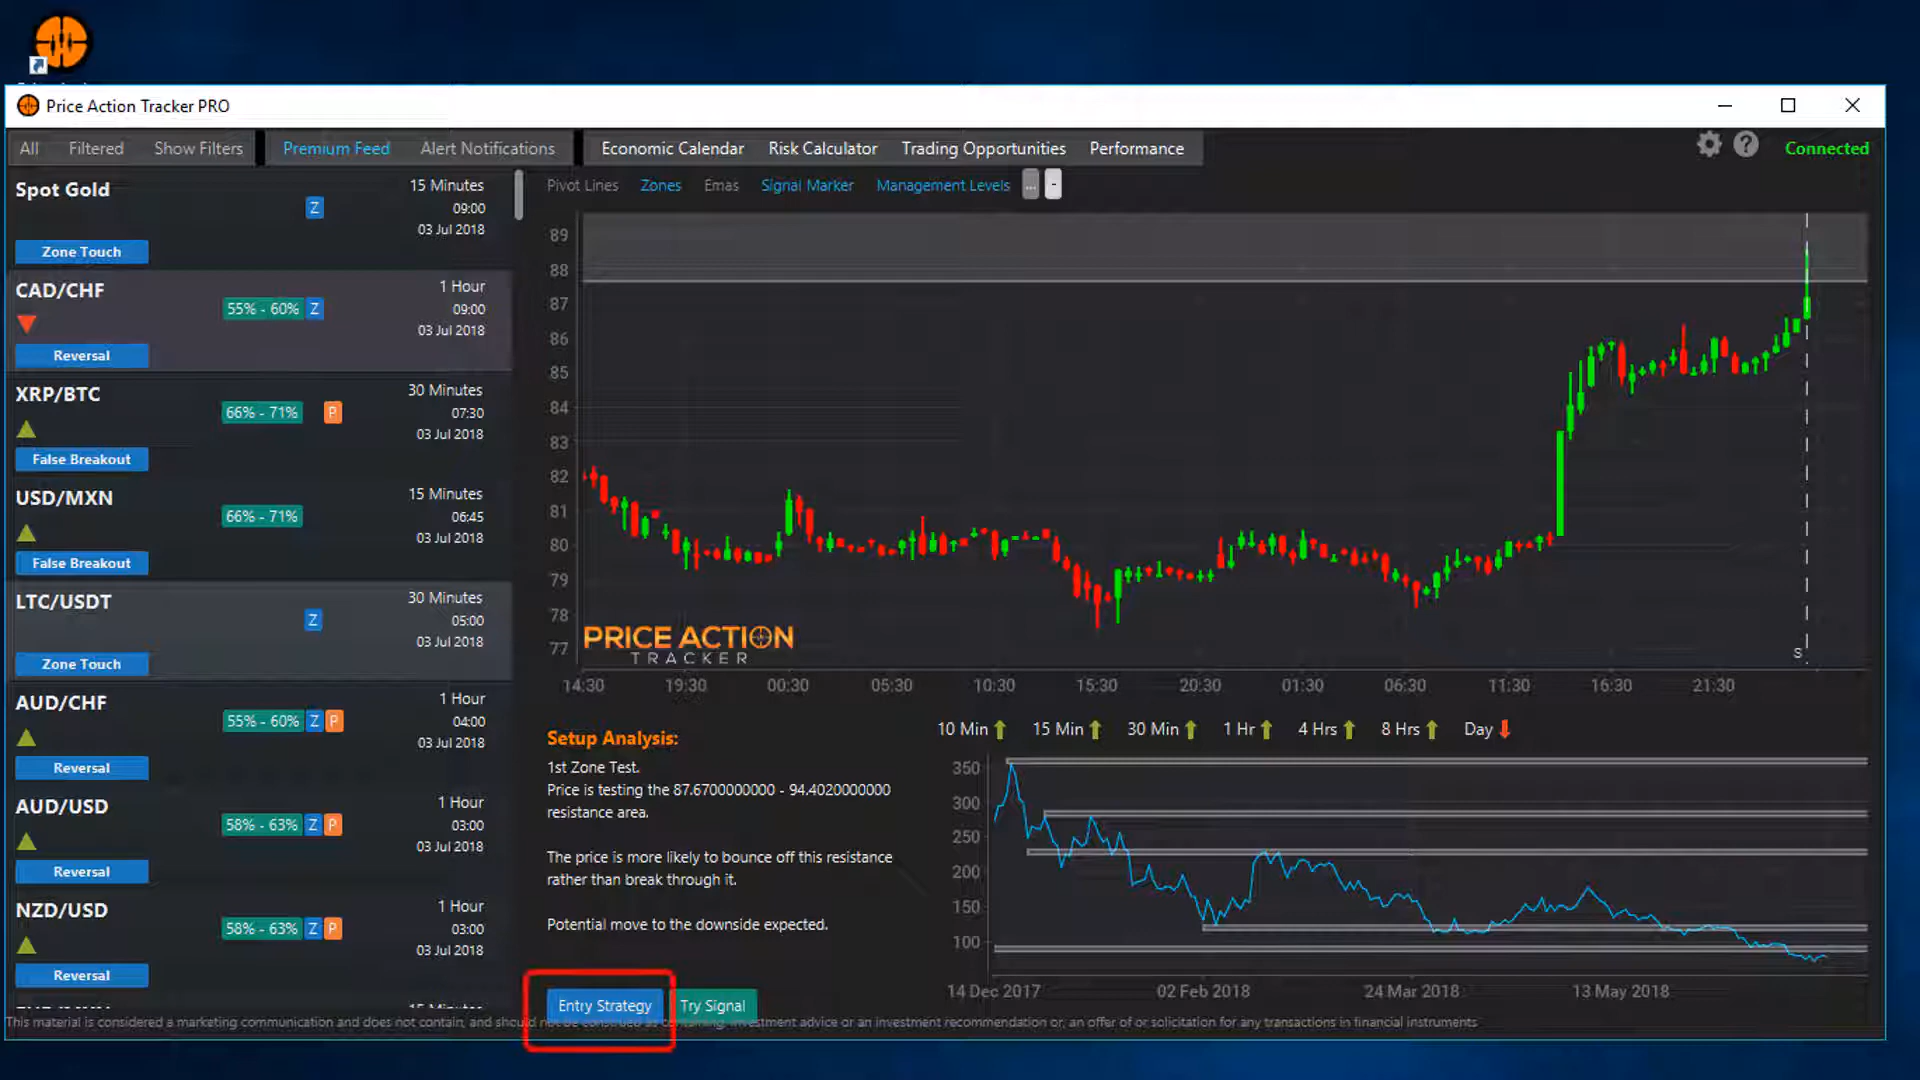 Price Action Tracker PRO
All Filtered Show Filters Premium Feed Alert Notifications Economic Calendar Risk Calculator Trading Opportunities Performance Connected
Pivot Lines Zones Emas Signal Marker Management Levels ... -
Spot Gold 15 Minutes
Z 09:00
03 Jul 2018
Zone Touch
CAD/CHF 1 Hour
55% - 60% Z 09:00
03 Jul 2018
Reversal
XRP/BTC 30 Minutes
66% - 71% P 07:30
03 Jul 2018
False Breakout
USD/MXN 15 Minutes
66% - 71% 06:45
03 Jul 2018
False Breakout
LTC/USDT 30 Minutes
Z 05:00
03 Jul 2018
Zone Touch
AUD/CHF 1 Hour
55% - 60% Z P 04:00
03 Jul 2018
Reversal
AUD/USD 1 Hour
58% - 63% Z P 03:00
03 Jul 2018
Reversal
NZD/USD 1 Hour
58% - 63% Z P 03:00
03 Jul 2018
Reversal
89
88
87
86
85
84
83
82
81
80
79
78
77
PRICE ACTION
TRACKER
S
14:30 19:30 00:30 05:30 10:30 15:30 20:30 01:30 06:30 11:30 16:30 21:30
10 Min 15 Min 30 Min 1 Hr 4 Hrs 8 Hrs Day
Setup Analysis:
1st Zone Test.
Price is testing the 87.6700000000 - 94.4020000000
resistance area.
The price is more likely to bounce off this resistance
rather than break through it.
Potential move to the downside expected.
350
300
250
200
150
100
14 Dec 2017 02 Feb 2018 24 Mar 2018 13 May 2018
Entry Strategy Try Signal
This material is considered a marketing communication and does not contain, and should not be construed as containing, investment advice or an investment recommendation or, an offer of or solicitation for any transactions in financial instruments